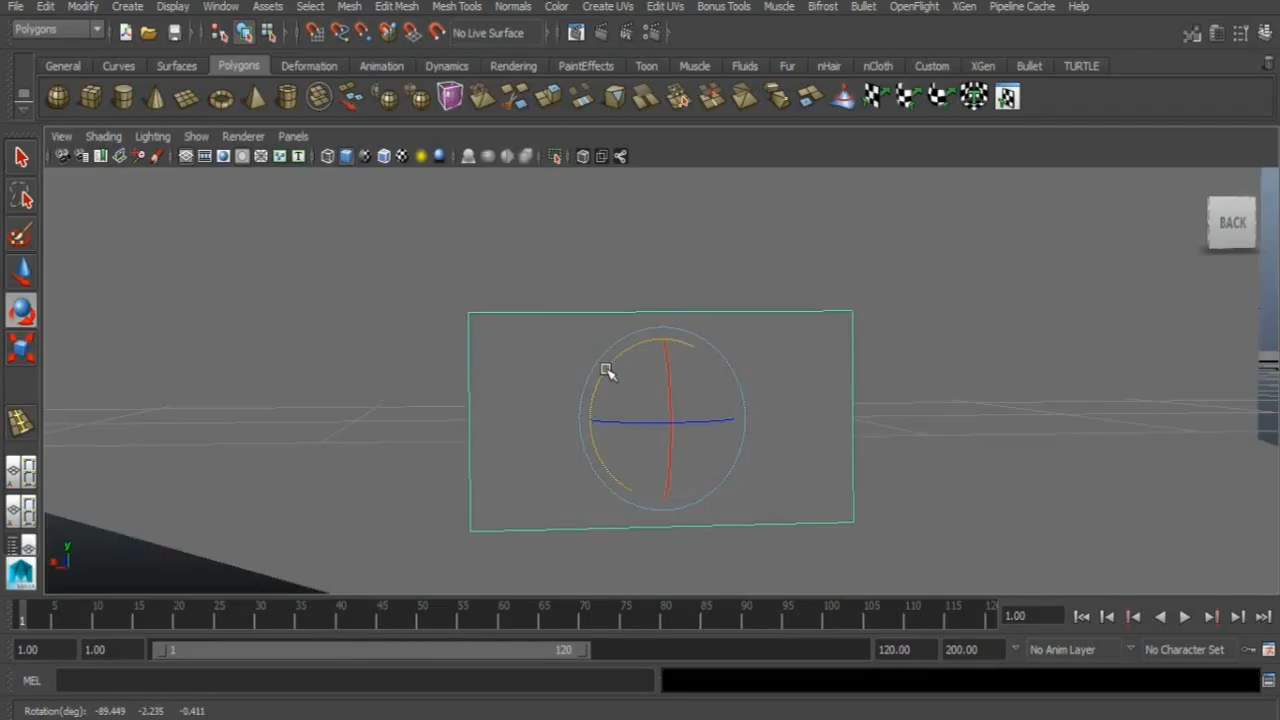 File Edit Modify Create Display Window Assets Select Mesh Edit Mesh Mesh Tools Normals Color Create UVs Edit UVs Bonus Tools Muscle Bifrost Bullet OpenFlight XGen Pipeline Cache Help
Polygons No Live Surface
General Curves Surfaces Polygons Deformation Animation Dynamics Rendering PaintEffects Toon Muscle Fluids Fur nHair nCloth Custom XGen Bullet TURTLE
View Shading Lighting Show Renderer Panels
BACK
y
x
5 10 15 20 25 30 35 40 45 50 55 60 65 70 75 80 85 90 95 100 105 110 115 12
1
1.00
1.00 1.00 1 120 120.00 200.00 No Anim Layer No Character Set
MEL
Rotation(deg): -89.449 -2.235 -0.411